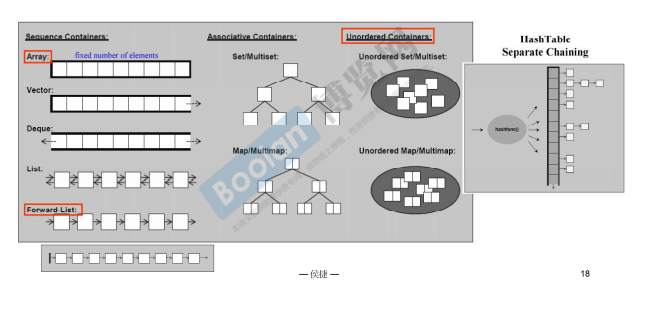 Sequence Containers:
Array:
fixed number of elements
Vector:
Deque:
List.
Forward-List:
Associative Containers:
Set/Multiset:
Map/Multimap:
Unordered Containers:
Unordered Set/Multiset:
Unordered Map/Multimap:
HashTable
Separate Chaining
hashfunc()
Boolan 博览网
— 侯捷 —
18